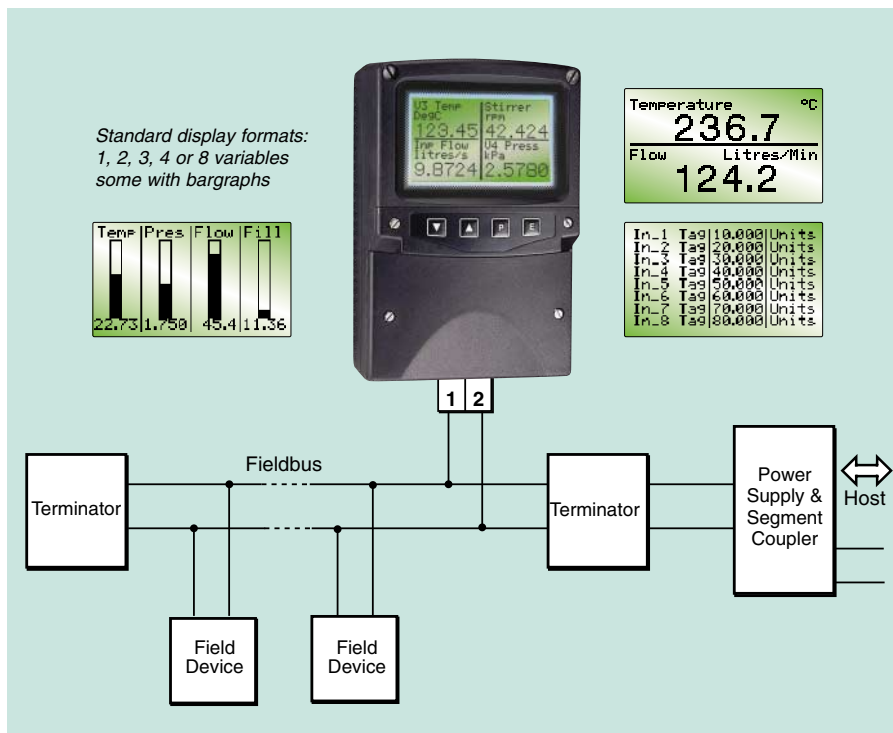 Standard display formats:
1, 2, 3, 4 or 8 variables
some with bargraphs
Temp Pres Flow Fill
22.73 1.750 45.4 11.36
U3 Temp Stirrer
DegC rpm
123.45 42.424
Inp Flow U4 Press
litres/s kPa
9.8724 2.5780
P E
Temperature °C
236.7
Flow Litres/Min
124.2
In_1 Tag 10.000 Units
In_2 Tag 20.000 Units
In_3 Tag 30.000 Units
In_4 Tag 40.000 Units
In_5 Tag 50.000 Units
In_6 Tag 60.000 Units
In_7 Tag 70.000 Units
In_8 Tag 80.000 Units
1 2
Fieldbus
Terminator
Terminator
Power
Supply &
Segment
Coupler
Host
Field
Device
Field
Device